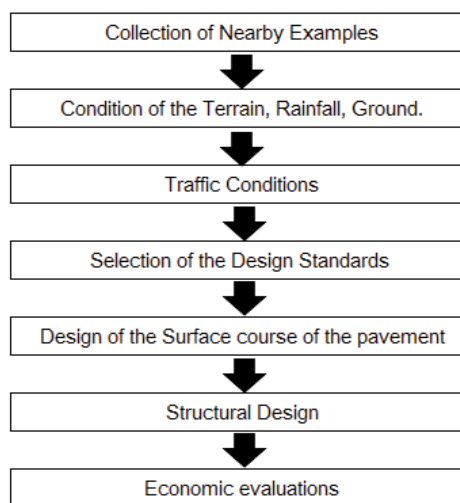 Collection of Nearby Examples
Condition of the Terrain, Rainfall, Ground.
Traffic Conditions
Selection of the Design Standards
Design of the Surface course of the pavement
Structural Design
Economic evaluations